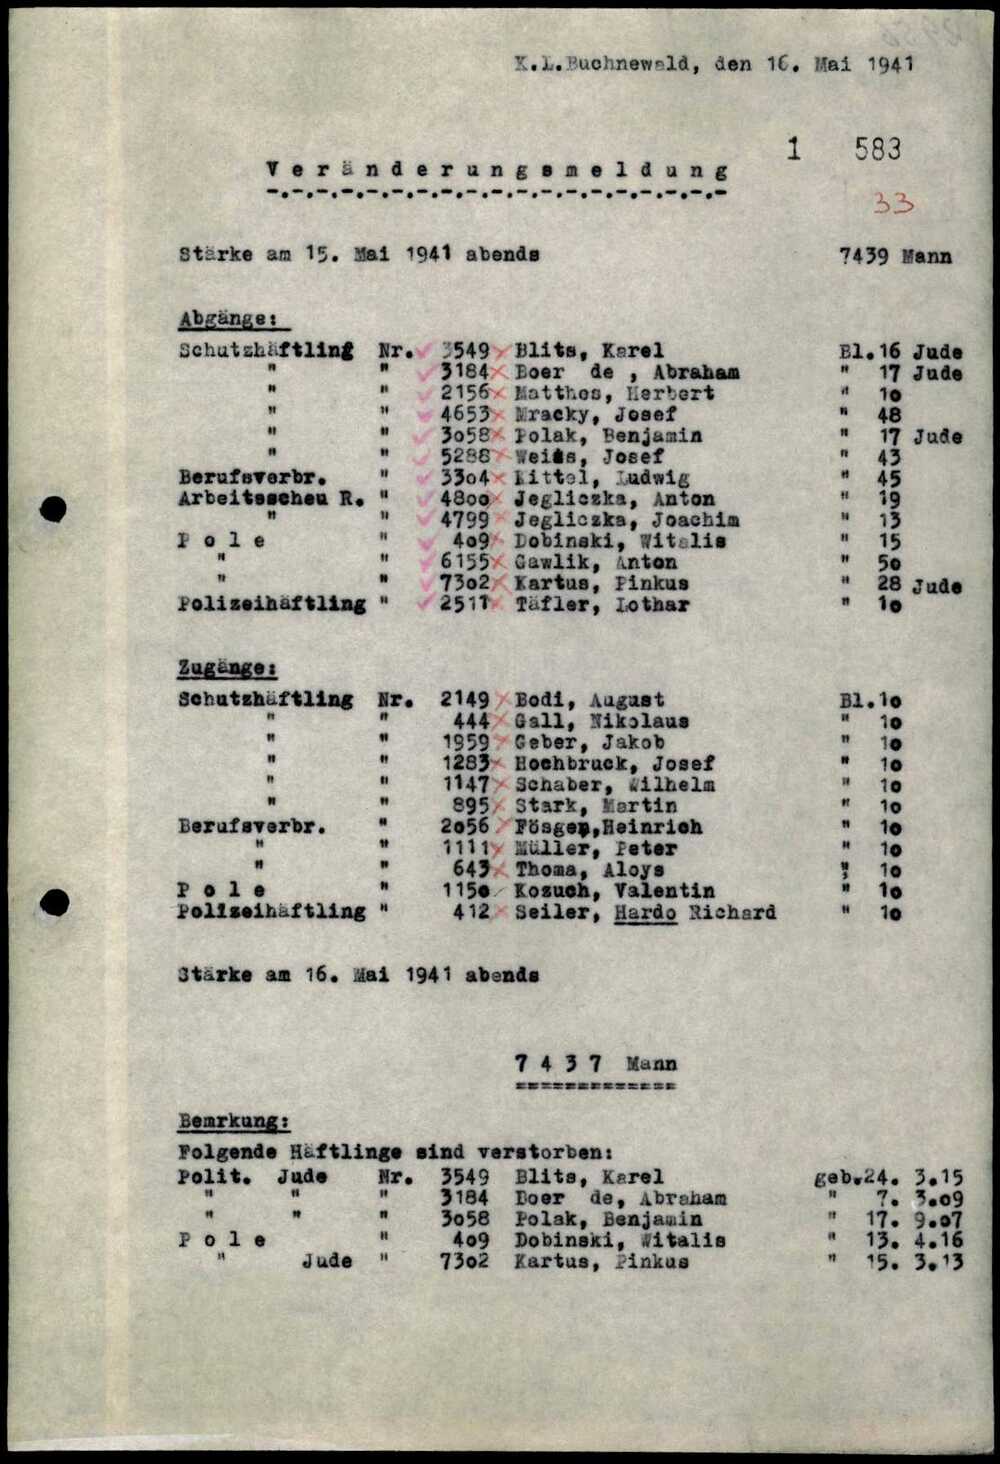 K.L.Buchnewald, den 16. Mai 1941
1 583
V e r ä n d e r u n g s m e l d u n g
33
Stärke am 15. Mai 1941 abends 7439 Mann
Abgänge:
Schutzhäftling Nr. 3549 Blits, Karel Bl.16 Jude
" " 3184 Boer de , Abraham " 17 Jude
" " 2156 Matthes, Herbert " 1o
" " 4653 Mracky, Josef " 48
" " 3o58 Polak, Benjamin " 17 Jude
" " 5288 Weiss, Josef " 43
Berufsverbr. " 33o4 Kittel, Ludwig " 45
Arbeitsscheu R. " 48oo Jegliczka, Anton " 19
" " 4799 Jegliczka, Joachim " 13
P o l e " 4o9 Dobinski, Witalis " 15
" " 6155 Gawlik, Anton " 5o
" " 73o2 Kartus, Pinkus " 28 Jude
Polizeihäftling " 2511 Täfler, Lothar " 1o
Zugänge:
Schutzhäftling Nr. 2149 Bodi, August Bl.1o
" " 444 Gall, Nikolaus " 1o
" " 1959 Geber, Jakob " 1o
" " 1283 Hochbruck, Josef " 1o
" " 1147 Schaber, Wilhelm " 1o
" " 895 Stark, Martin " 1o
Berufsverbr. " 2o56 Fösgen,Heinrich " 1o
" " 1111 Müller, Peter " 1o
" " 643 Thoma, Aloys " 1o
P o l e " 115o Kozuch, Valentin " 1o
Polizeihäftling " 412 Seiler, Hardo Richard " 1o
Stärke am 16. Mai 1941 abends
7 4 3 7 Mann
=============
Bemrkung:
Folgende Häftlinge sind verstorben:
Polit. Jude Nr. 3549 Blits, Karel geb.24. 3.15
" " " 3184 Boer de, Abraham " 7. 3.o9
" " " 3o58 Polak, Benjamin " 17. 9.o7
P o l e " 4o9 Dobinski, Witalis " 13. 4.16
" Jude " 73o2 Kartus, Pinkus " 15. 3.13